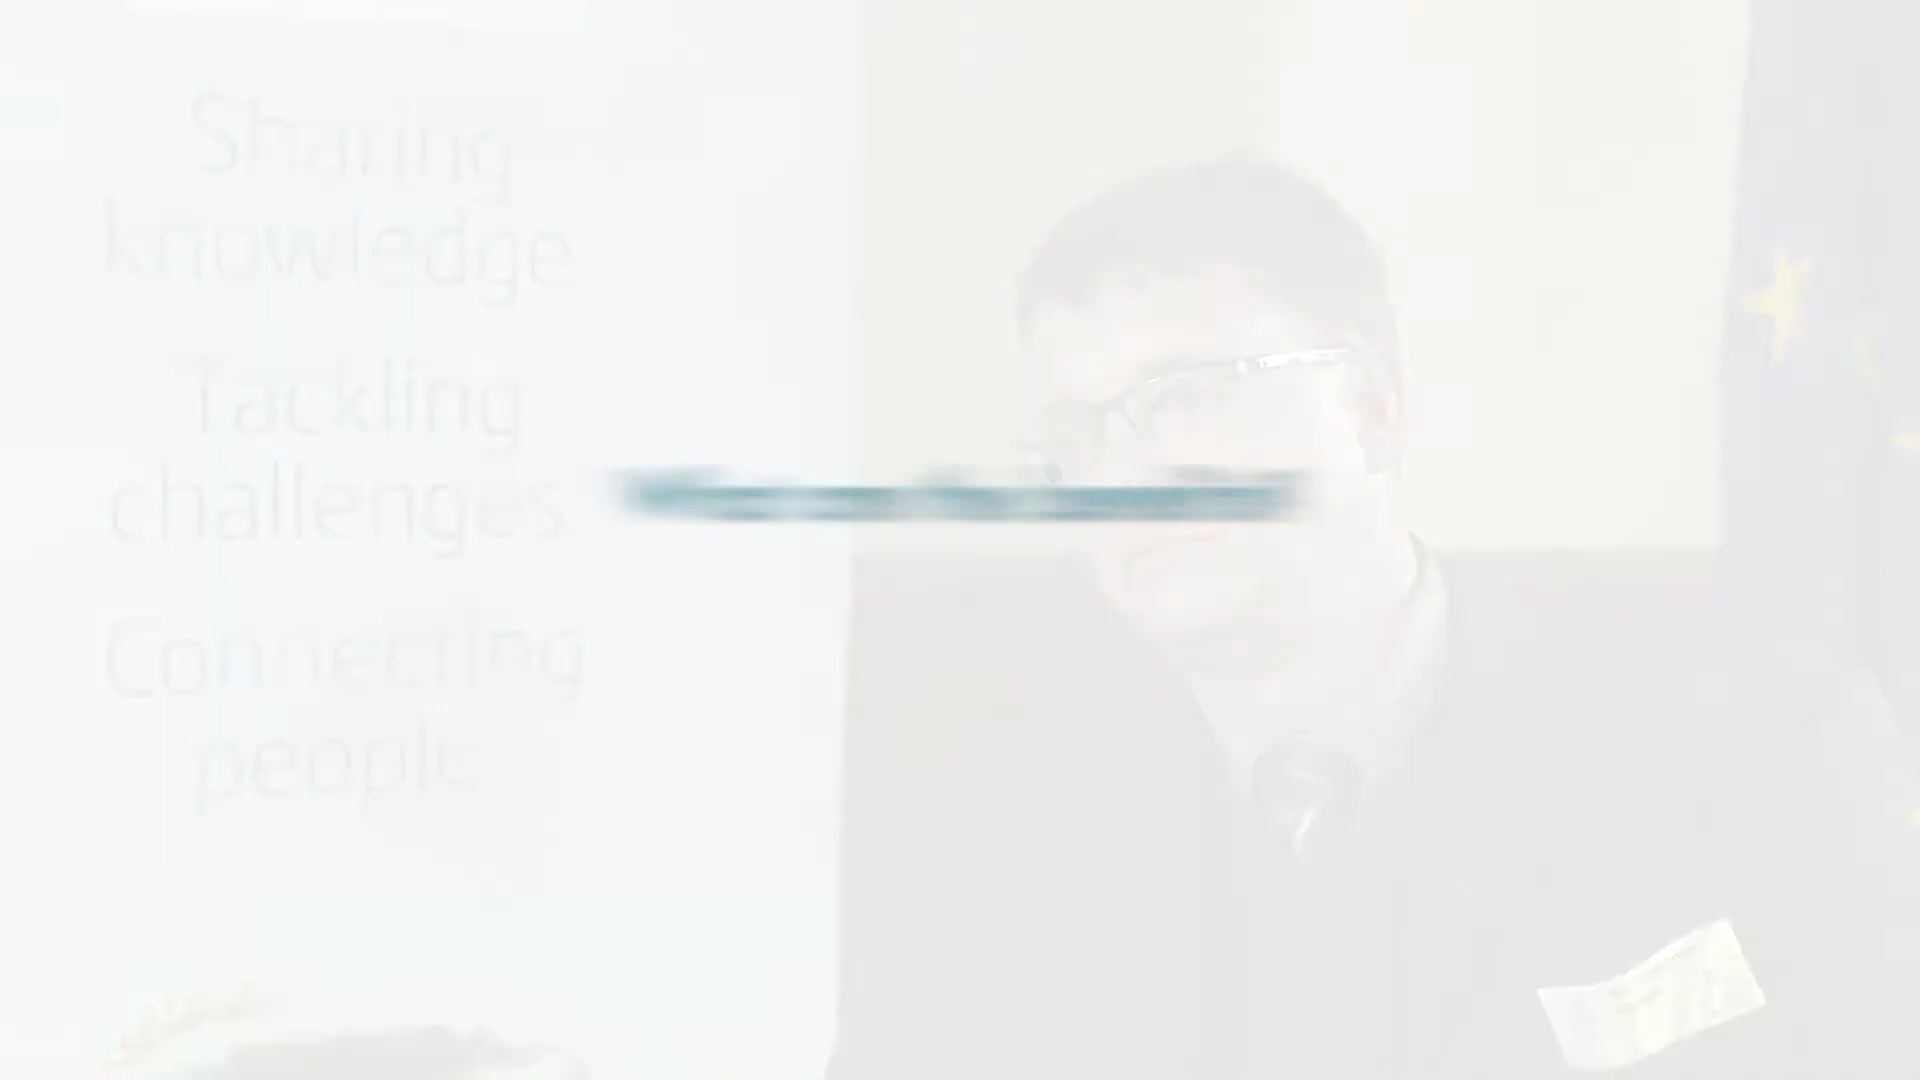 Sharing
knowledge
Tackling
challenges
Connecting
people